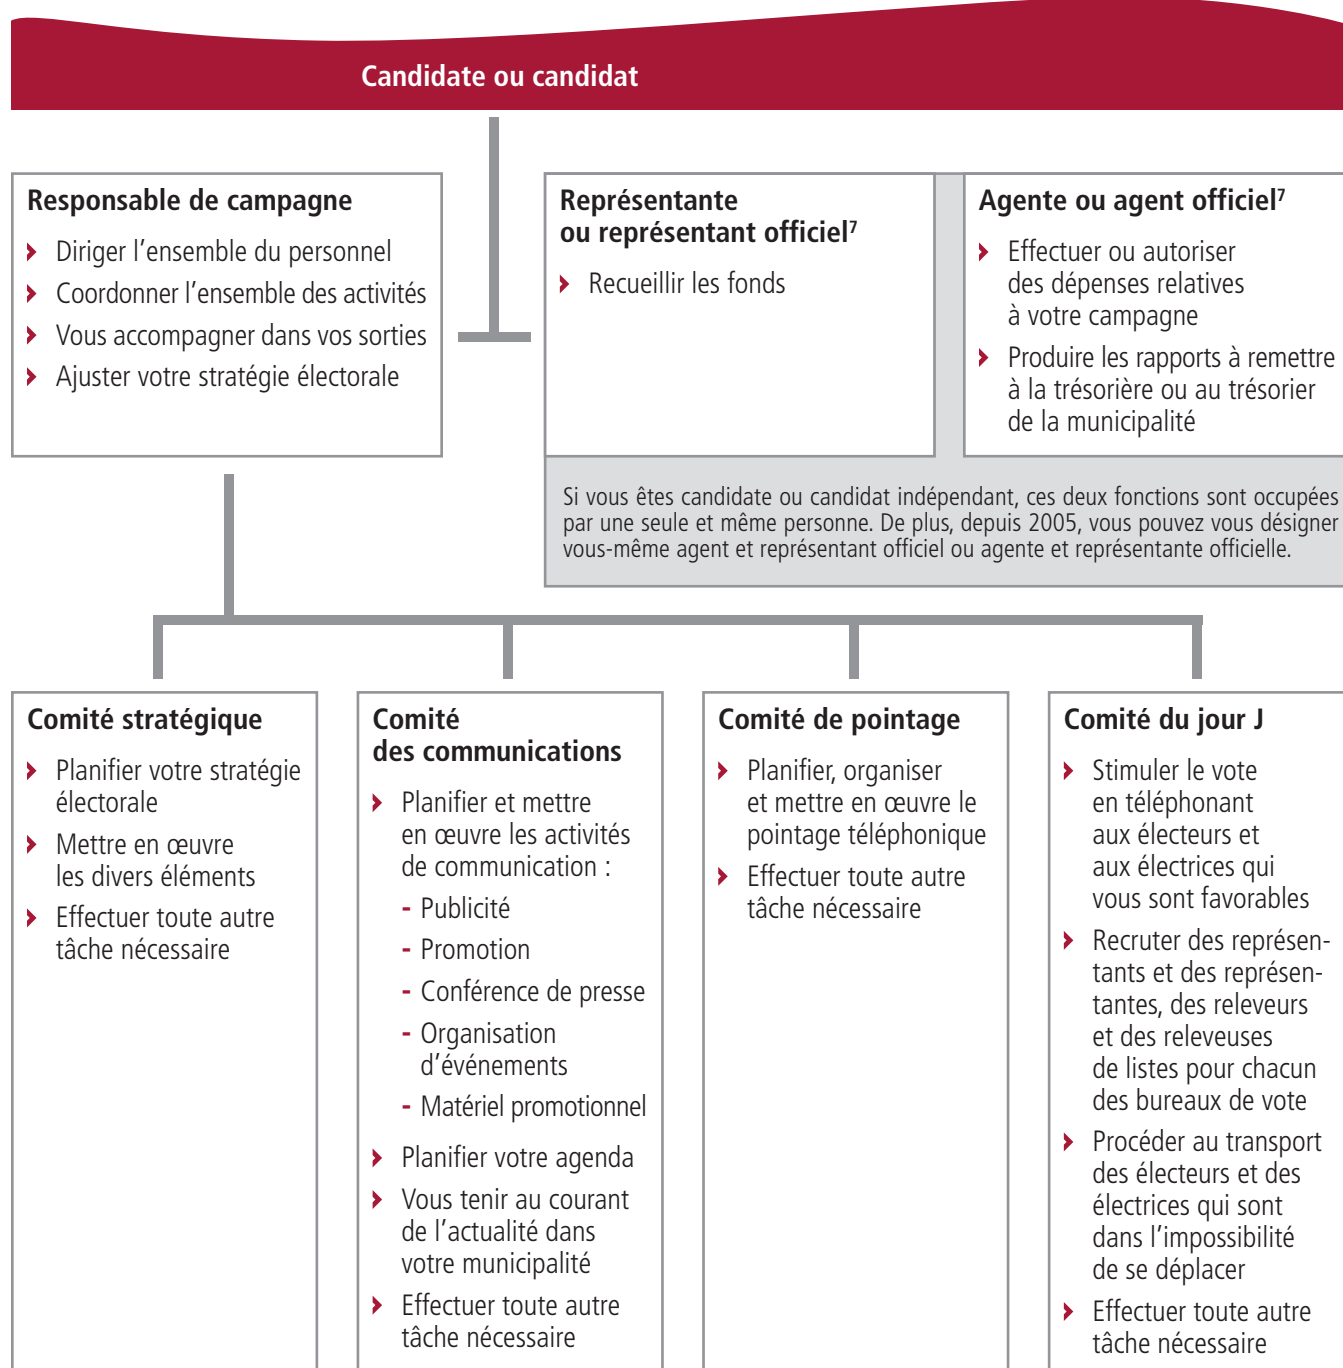 Candidate ou candidat
Responsable de campagne
Diriger l'ensemble du personnel
Coordonner l'ensemble des activités
Vous accompagner dans vos sorties
Ajuster votre stratégie électorale
Représentante
ou représentant officiel⁷
Recueillir les fonds
Agente ou agent officiel⁷
Effectuer ou autoriser
des dépenses relatives
à votre campagne
Produire les rapports à remettre
à la trésorière ou au trésorier
de la municipalité
Si vous êtes candidate ou candidat indépendant, ces deux fonctions sont occupées
par une seule et même personne. De plus, depuis 2005, vous pouvez vous désigner
vous-même agent et représentant officiel ou agente et représentante officielle.
Comité stratégique
Planifier votre stratégie
électorale
Mettre en œuvre
les divers éléments
Effectuer toute autre
tâche nécessaire
Comité
des communications
Planifier et mettre
en œuvre les activités
de communication :
- Publicité
- Promotion
- Conférence de presse
- Organisation
d'événements
- Matériel promotionnel
Planifier votre agenda
Vous tenir au courant
de l'actualité dans
votre municipalité
Effectuer toute autre
tâche nécessaire
Comité de pointage
Planifier, organiser
et mettre en œuvre le
pointage téléphonique
Effectuer toute autre
tâche nécessaire
Comité du jour J
Stimuler le vote
en téléphonant
aux électeurs et
aux électrices qui
vous sont favorables
Recruter des représen-
tants et des représen-
tantes, des releveurs
et des releveuses
de listes pour chacun
des bureaux de vote
Procéder au transport
des électeurs et des
électrices qui sont
dans l'impossibilité
de se déplacer
Effectuer toute autre
tâche nécessaire